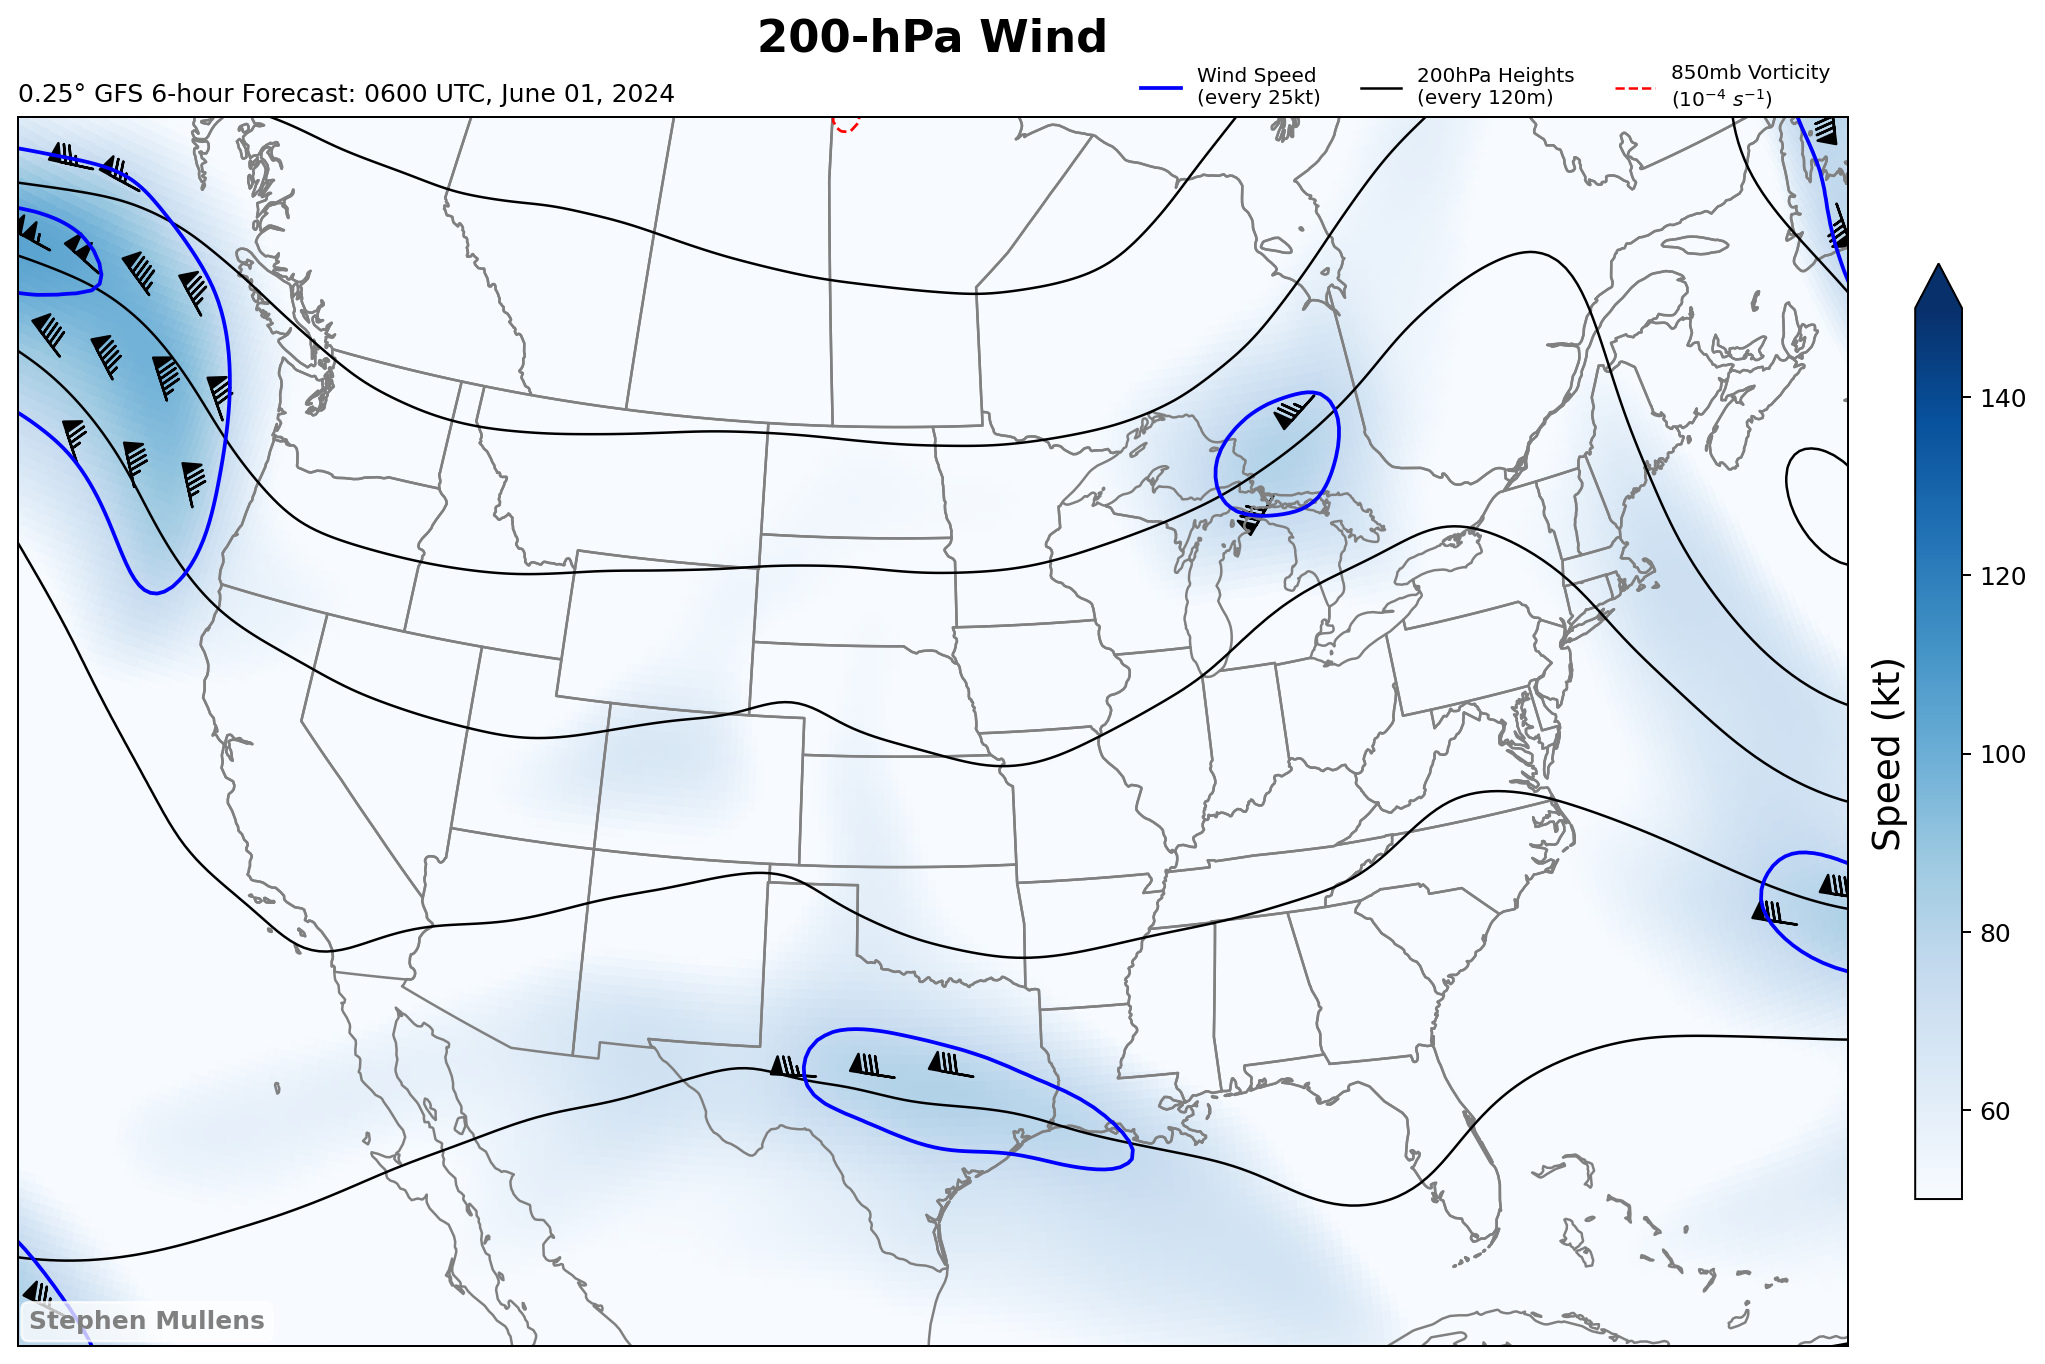 200-hPa Wind
0.25° GFS 6-hour Forecast: 0600 UTC, June 01, 2024
Wind Speed
(every 25kt)
200hPa Heights
(every 120m)
850mb Vorticity
(10⁻⁴ s⁻¹)
140
120
100
80
60
Speed (kt)
Stephen Mullens